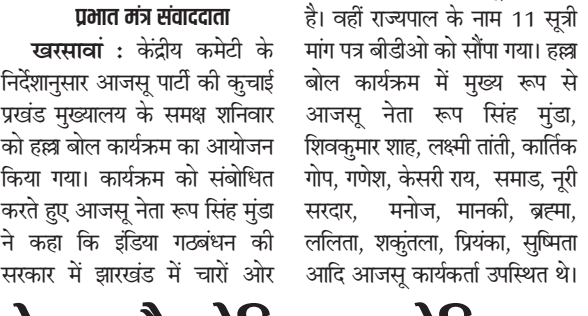 प्रभात मंत्र संवाददाता
खरसावां : केंद्रीय कमेटी के
निर्देशानुसार आजसू पार्टी की कुचाई
प्रखंड मुख्यालय के समक्ष शनिवार
को हल्ला बोल कार्यक्रम का आयोजन
किया गया। कार्यक्रम को संबोधित
करते हुए आजसू नेता रूप सिंह मुंडा
ने कहा कि इंडिया गठबंधन की
सरकार में झारखंड में चारों ओर
है। वहीं राज्यपाल के नाम 11 सूत्री
मांग पत्र बीडीओ को सौंपा गया। हल्ला
बोल कार्यक्रम में मुख्य रूप से
आजसू नेता रूप सिंह मुंडा,
शिवकुमार शाह, लक्ष्मी तांती, कार्तिक
गोप, गणेश, केसरी राय, समाड, नूरी
सरदार, मनोज, मानकी, ब्रह्मा,
ललिता, शकुंतला, प्रियंका, सुष्मिता
आदि आजसू कार्यकर्ता उपस्थित थे।